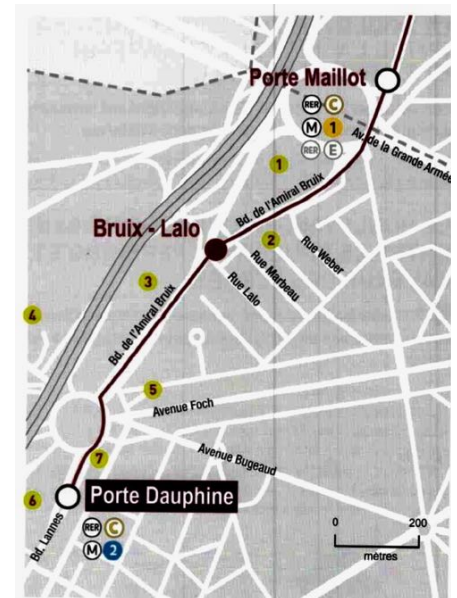 Porte Maillot
RER C
M 1
RER E
Av. de la Grande Armée
1
Bd. de l'Amiral Bruix
Bruix - Lalo
2
Rue Weber
Rue Marbeau
Rue Lalo
3
Bd. de l'Amiral Bruix
4
5
Avenue Foch
Avenue Bugeaud
7
6
Porte Dauphine
Bd. Lannes
RER C
M 2
0 200
mètres